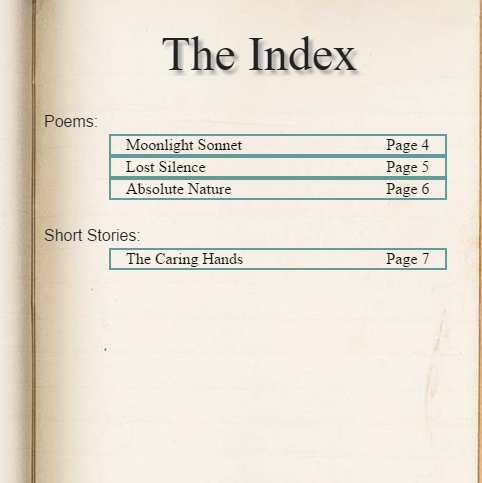 The Index
Poems:
Moonlight Sonnet Page 4
Lost Silence Page 5
Absolute Nature Page 6
Short Stories:
The Caring Hands Page 7